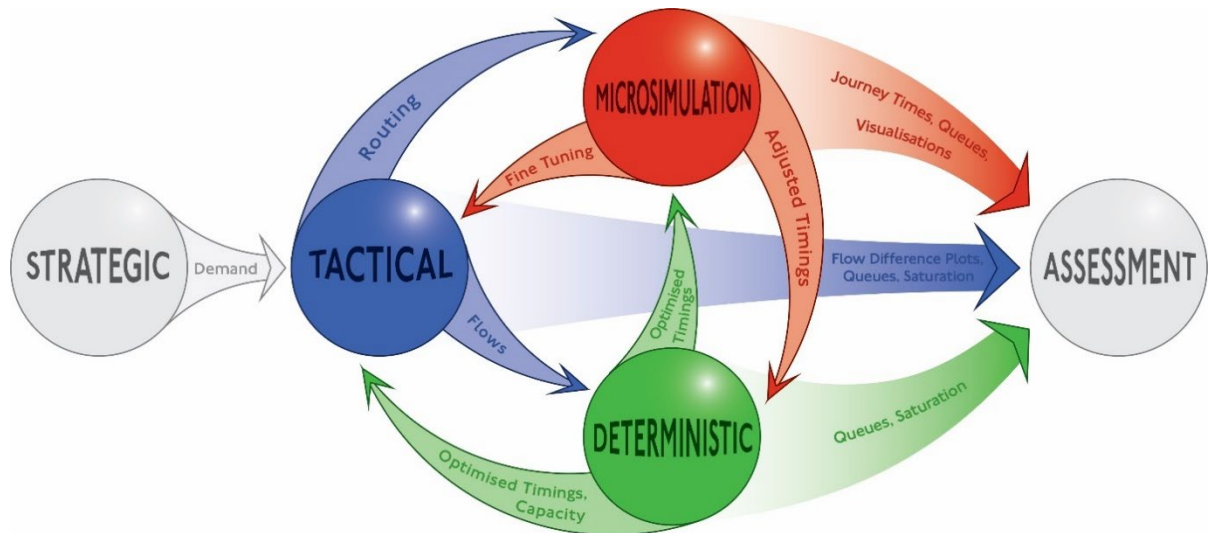 MICROSIMULATION
Journey Times, Queues,
Visualisations
Routing
Fine Tuning
Adjusted Timings
STRATEGIC
Demand
TACTICAL
Flow Difference Plots,
Queues, Saturation
ASSESSMENT
Flows
Optimised
Timings
DETERMINISTIC
Queues, Saturation
Optimised Timings,
Capacity